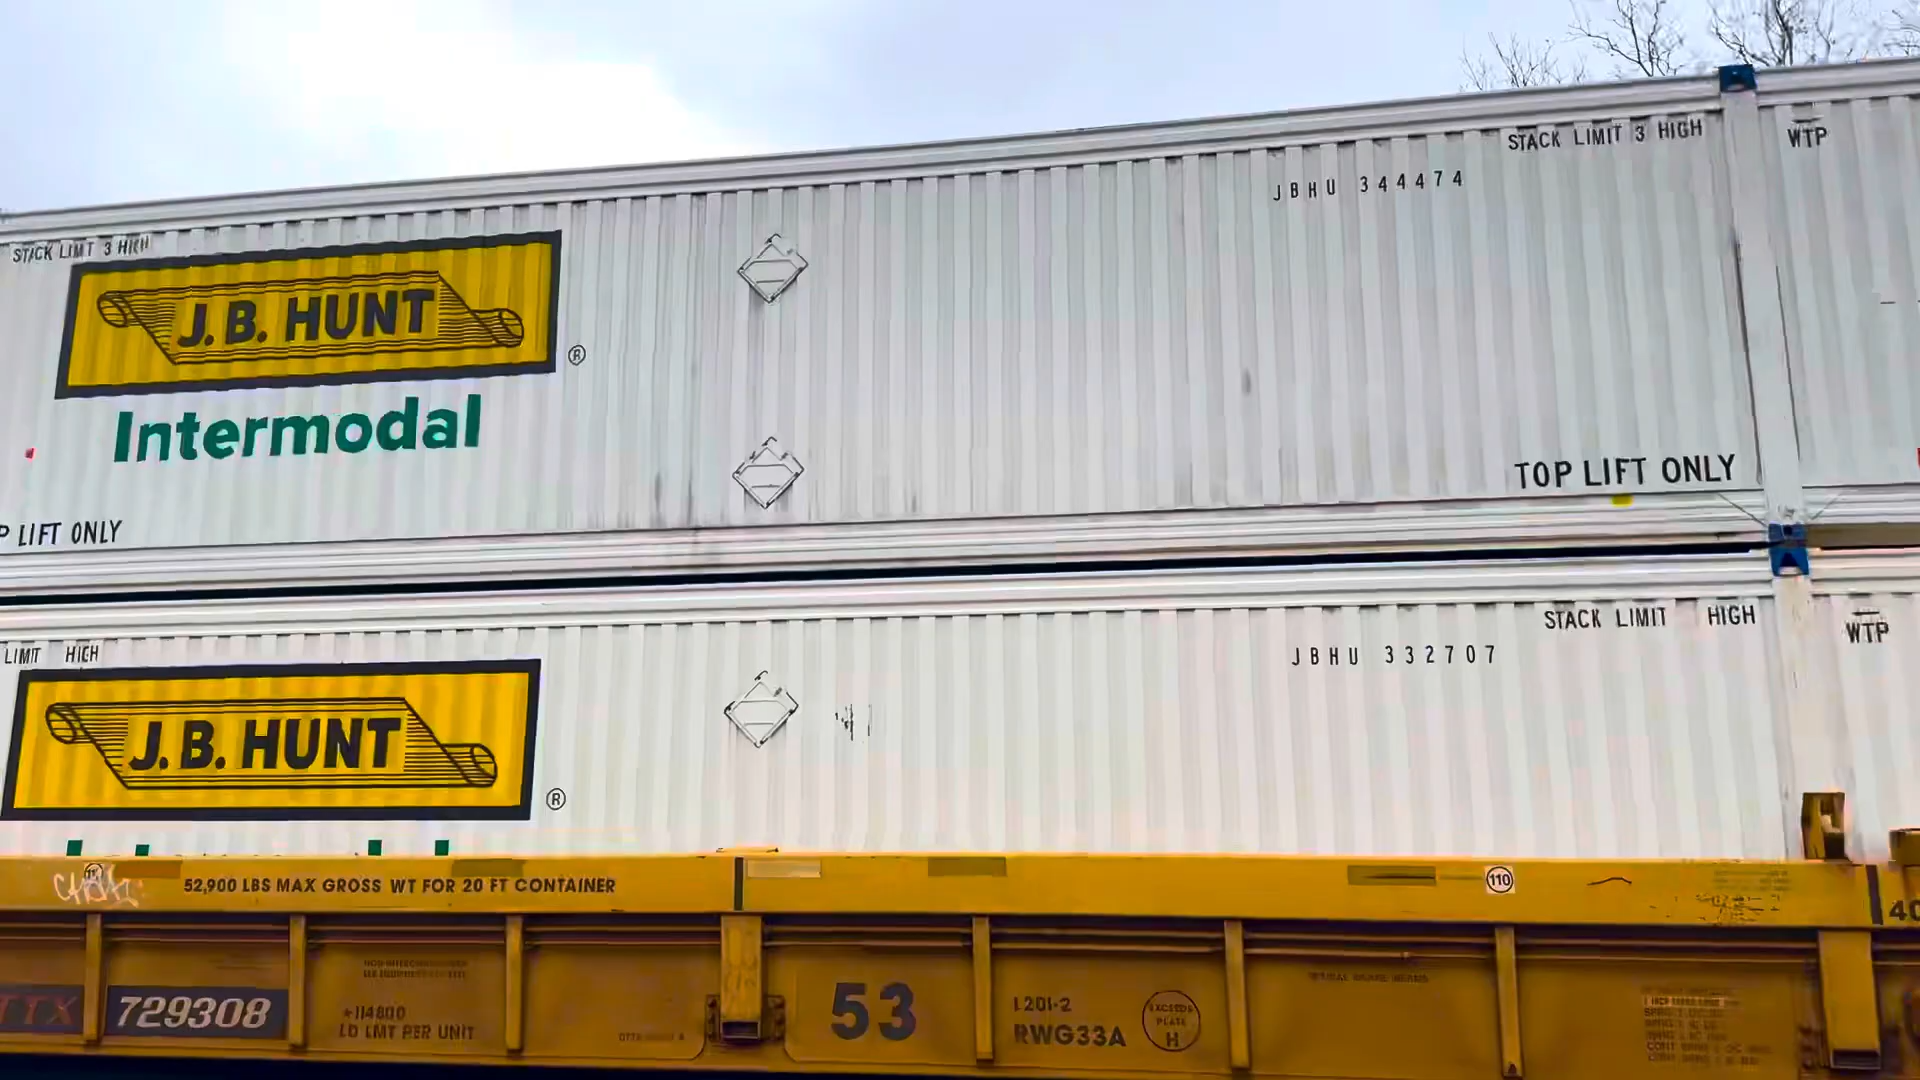 STACK LIMIT 3 HIGH
WTP
JBHU 344474
STACK LIMIT 3 HIGH
J.B. HUNT
®
Intermodal
TOP LIFT ONLY
LIFT ONLY
STACK LIMIT HIGH
WTP
JBHU 332707
LIMIT HIGH
J.B. HUNT
®
52,900 LBS MAX GROSS WT FOR 20 FT CONTAINER
110
40
TTX 729308
114800
LD LMT PER UNIT
53
RWG33A
EXCEEDS
PLATE
H